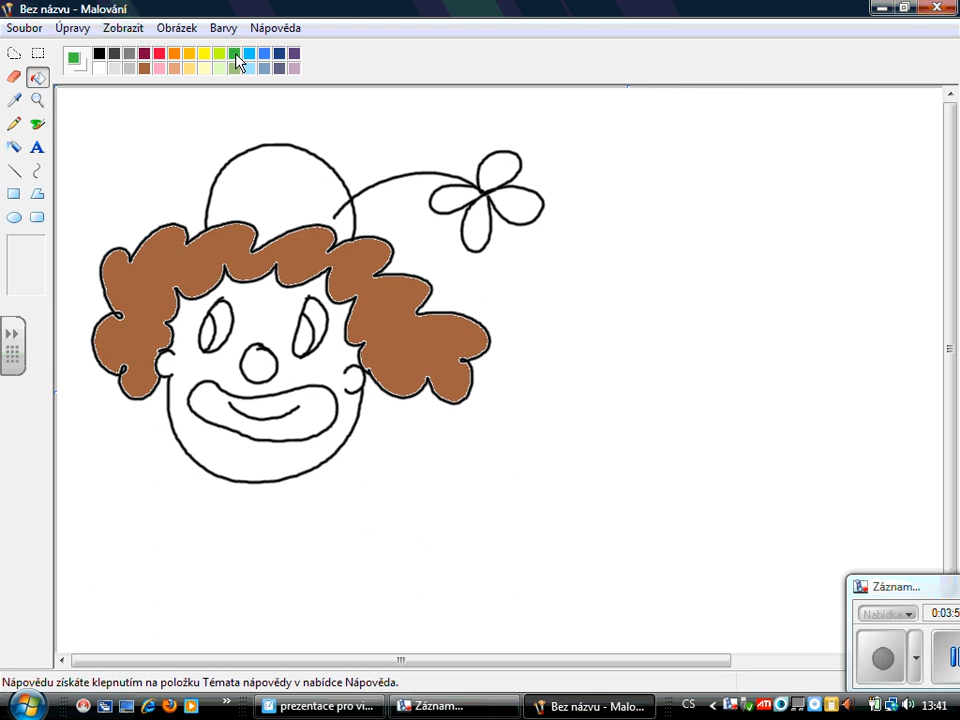 Bez názvu - Malování
Soubor Úpravy Zobrazit Obrázek Barvy Nápověda
Záznam...
Nabídka 0:03:5
Nápovědu získáte klepnutím na položku Témata nápovědy v nabídce Nápověda.
prezentace pro vi... Záznam... Bez názvu - Malo... CS ATI 13:41